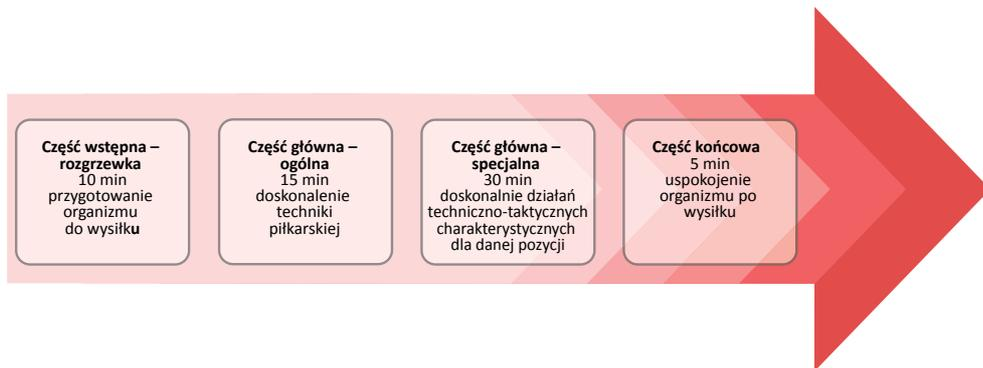 Część wstępna –
rozgrzewka
10 min
przygotowanie
organizmu
do wysiłku
Część główna –
ogólna
15 min
doskonalenie
techniki
piłkarskiej
Część główna –
specjalna
30 min
doskonalnie działań
techniczno-taktycznych
charakterystycznych
dla danej pozycji
Część końcowa
5 min
uspokojenie
organizmu po
wysiłku